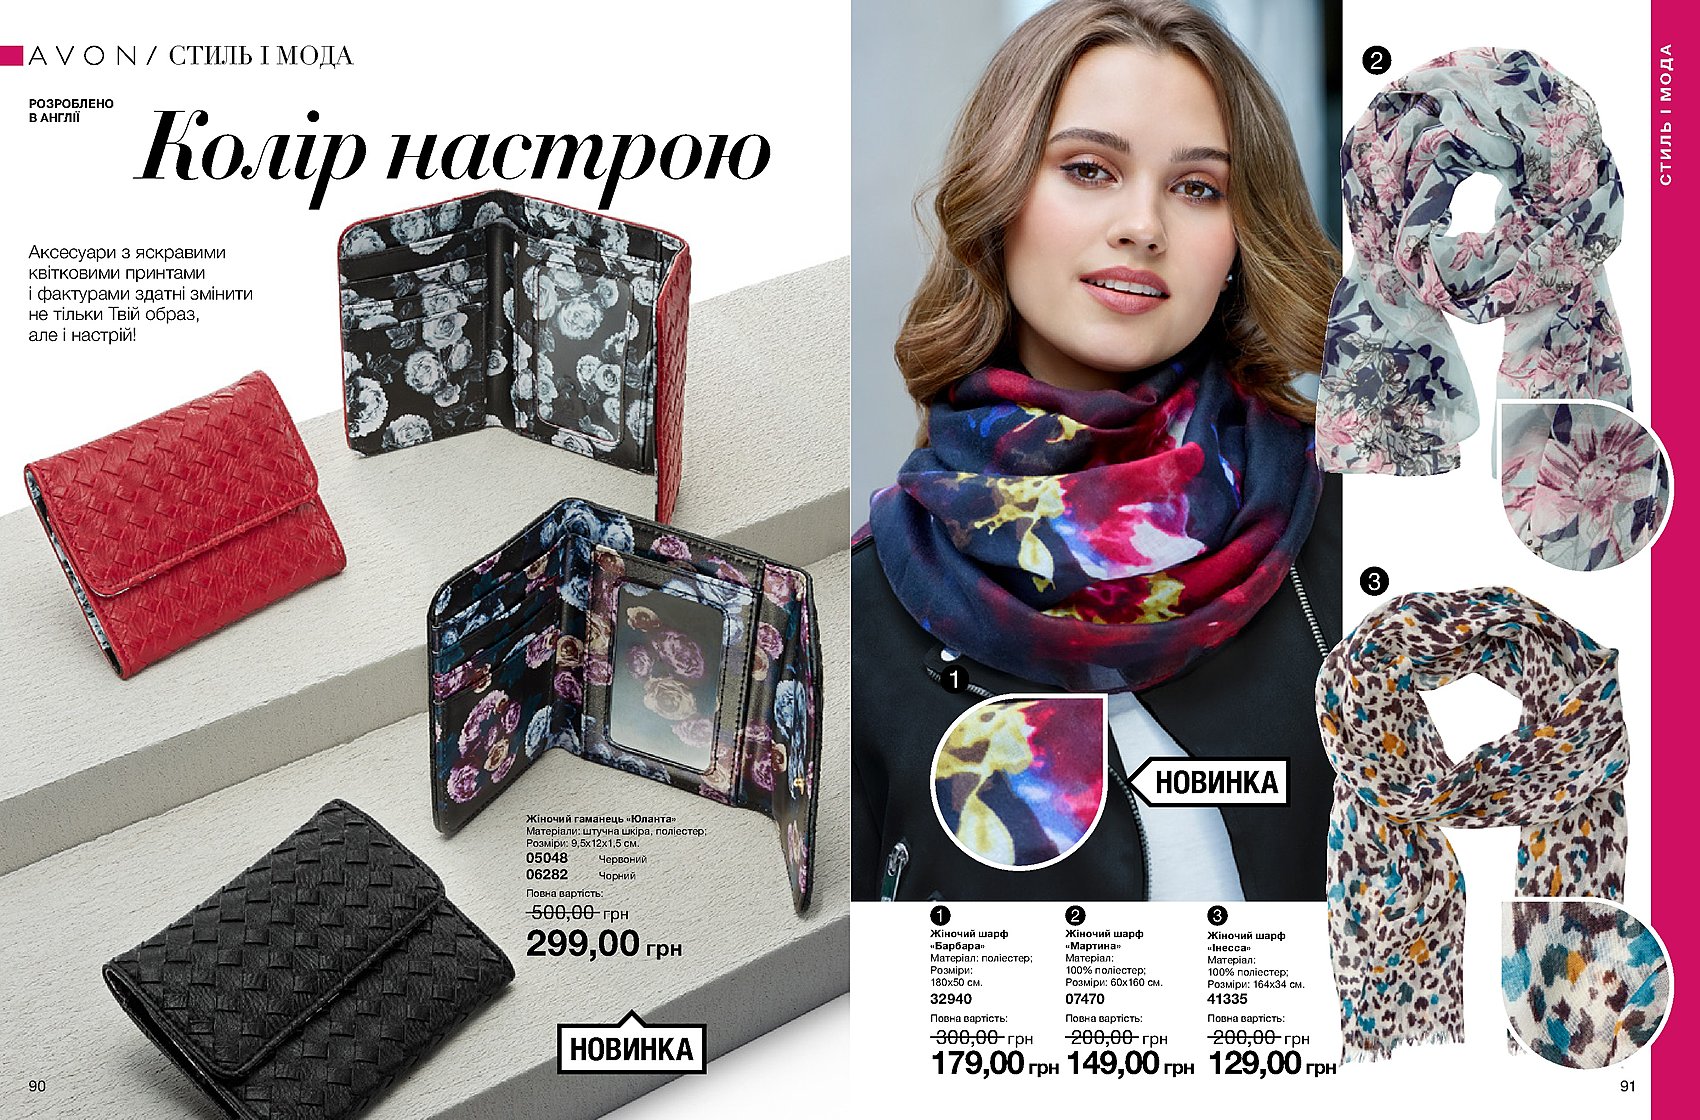 AVON / СТИЛЬ І МОДА
РОЗРОБЛЕНО
В АНГЛІЇ
Колір настрою
Аксесуари з яскравими
квітковими принтами
і фактурами здатні змінити
не тільки Твій образ,
але і настрій!
Жіночий гаманець «Юланта»
Матеріали: штучна шкіра, поліестер;
Розміри: 9,5х12х1,5 см.
05048 Червоний
06282 Чорний
Повна вартість:
500,00 грн
299,00 грн
НОВИНКА
90
СТИЛЬ І МОДА
2
3
1
НОВИНКА
1
Жіночий шарф
«Барбара»
Матеріал: поліестер;
Розміри:
180х50 см.
32940
Повна вартість:
300,00 грн
179,00 грн
2
Жіночий шарф
«Мартина»
Матеріал:
100% поліестер;
Розміри: 60х160 см.
07470
Повна вартість:
200,00 грн
149,00 грн
3
Жіночий шарф
«Інесса»
Матеріал:
100% поліестер;
Розміри: 164х34 см.
41335
Повна вартість:
200,00 грн
129,00 грн
91